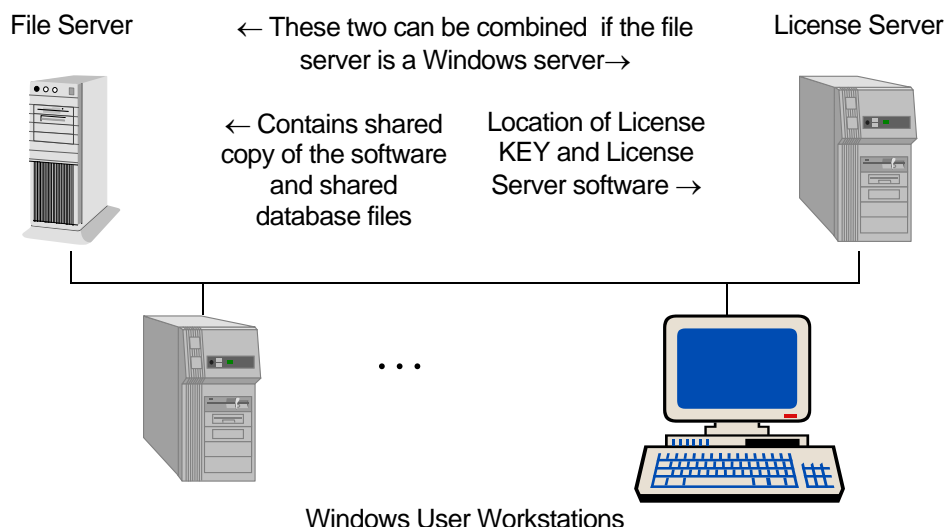 File Server
← These two can be combined if the file
server is a Windows server→
License Server
← Contains shared
copy of the software
and shared
database files
Location of License
KEY and License
Server software →
. . .
Windows User Workstations